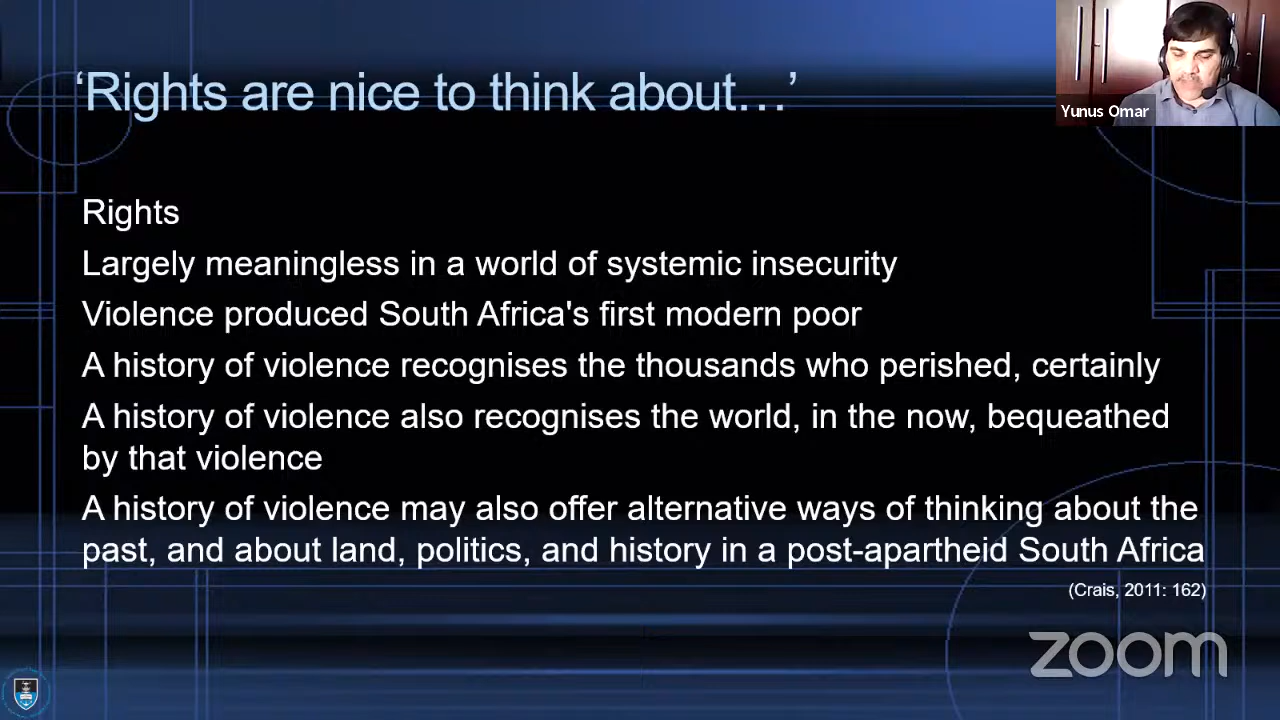 ‘Rights are nice to think about…’
Yunus Omar
Rights
Largely meaningless in a world of systemic insecurity
Violence produced South Africa's first modern poor
A history of violence recognises the thousands who perished, certainly
A history of violence also recognises the world, in the now, bequeathed
by that violence
A history of violence may also offer alternative ways of thinking about the
past, and about land, politics, and history in a post-apartheid South Africa
(Crais, 2011: 162)
zoom